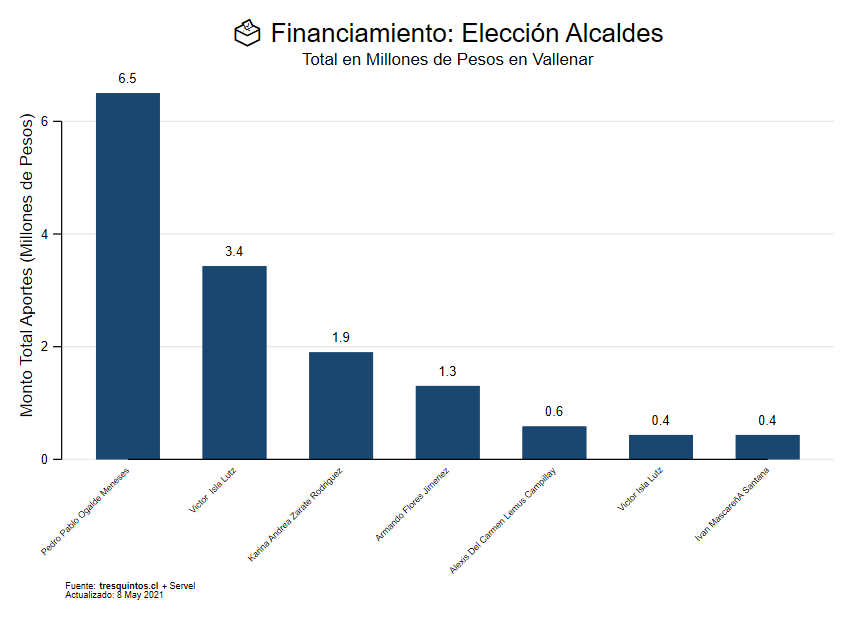 Financiamiento: Elección Alcaldes
Total en Millones de Pesos en Vallenar
Monto Total Aportes (Millones de Pesos)
6
4
2
0
6.5
3.4
1.9
1.3
0.6
0.4
0.4
Pedro Pablo Ogalde Meneses
Victor Isla Lutz
Karina Andrea Zarate Rodriguez
Armando Flores Jimenez
Alexis Del Carmen Lemus Campillay
Victor Isla Lutz
Ivan MascareñA Santana
Fuente: tresquintos.cl + Servel
Actualizado: 8 May 2021